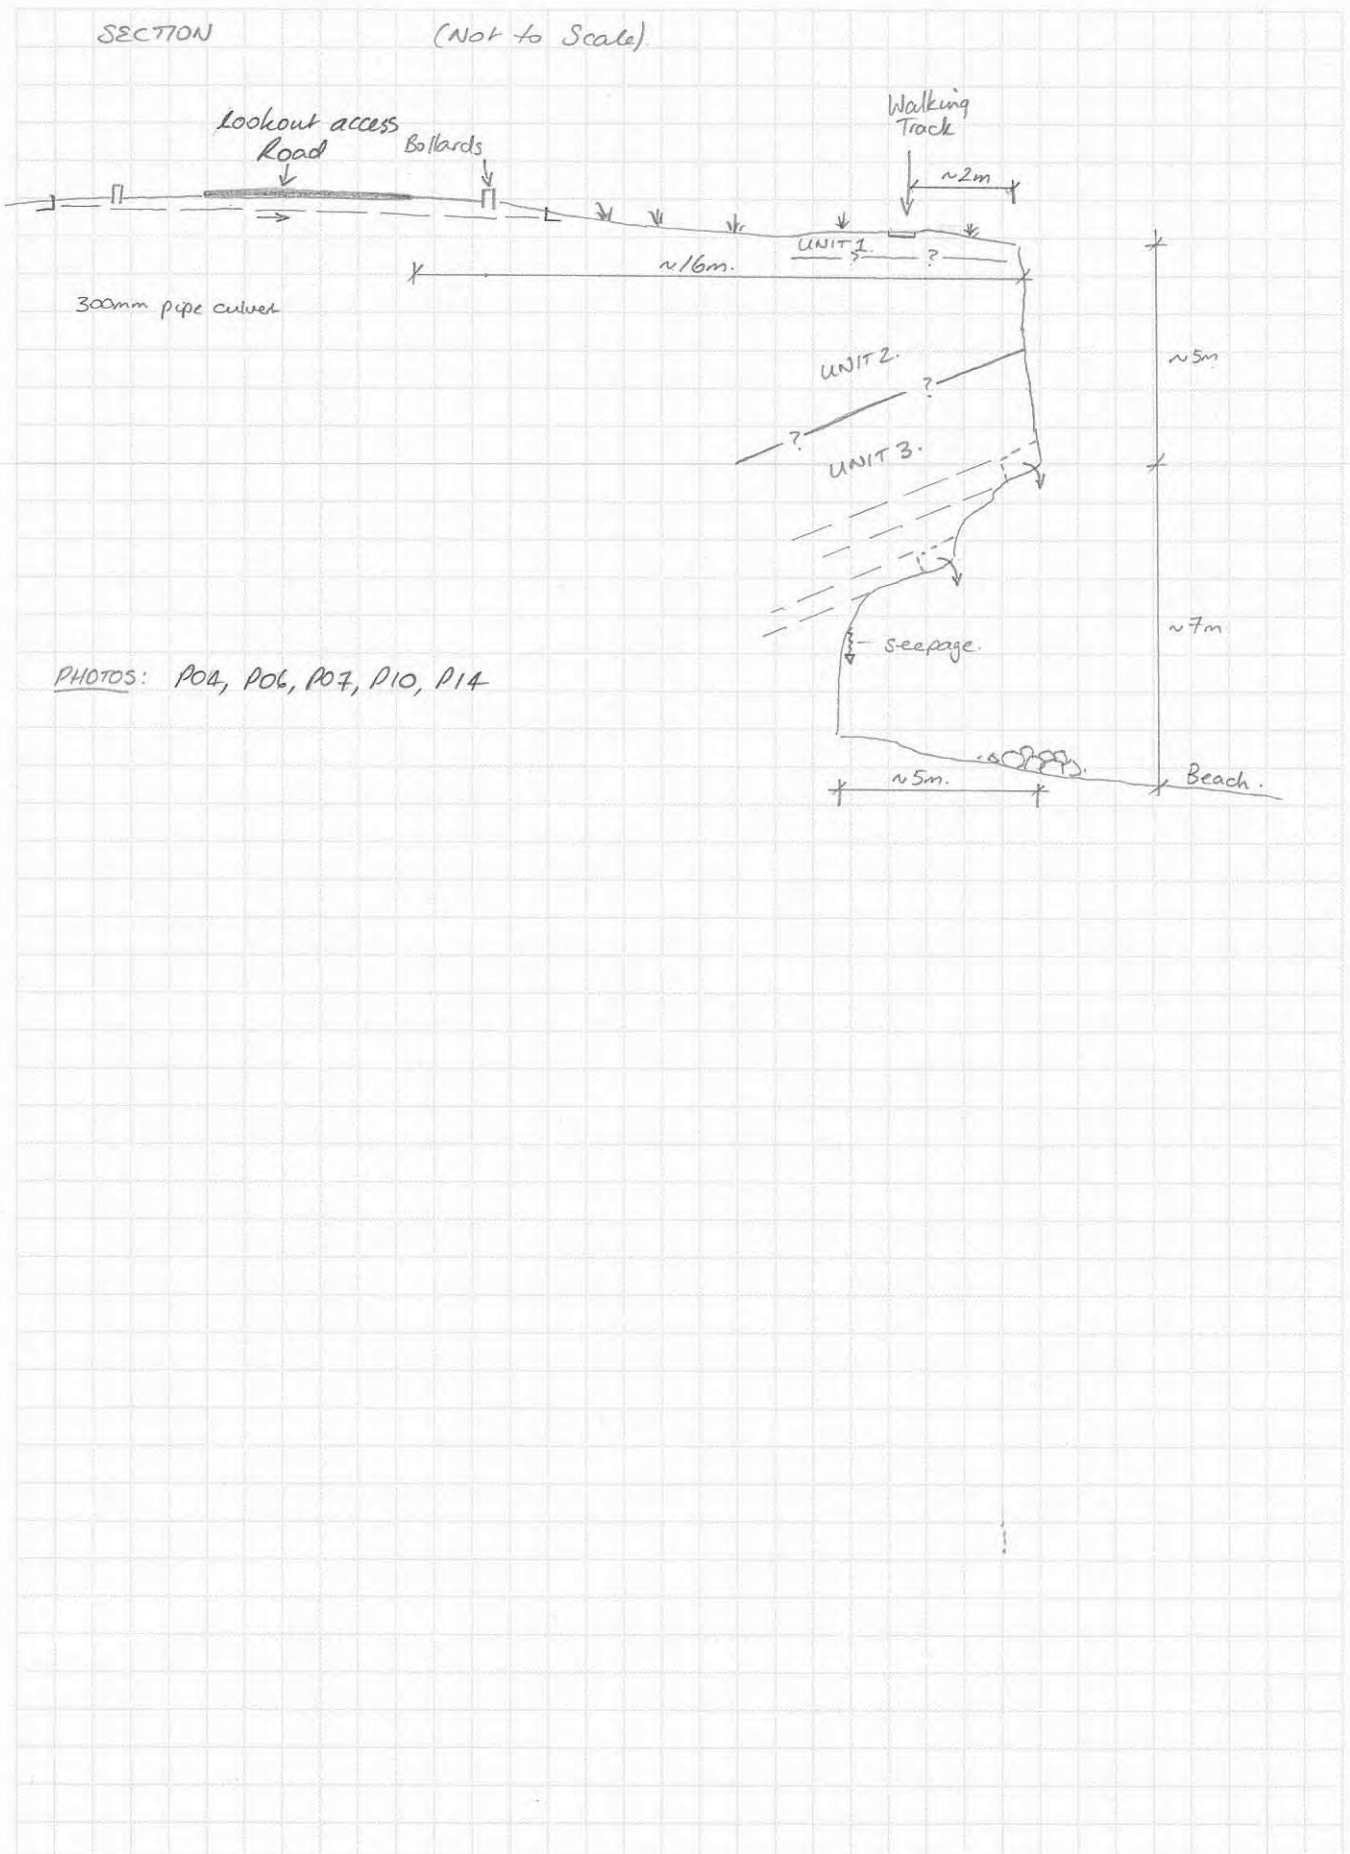 SECTION (Not to Scale)
Walking
Track
Lookout access
Road
Bollards
~2m
UNIT 1.
? ?
~16m.
300mm pipe culvert
UNIT 2.
~5m
?
?
UNIT 3.
~7m
seepage.
PHOTOS: P04, P06, P07, P10, P14
~5m.
Beach.